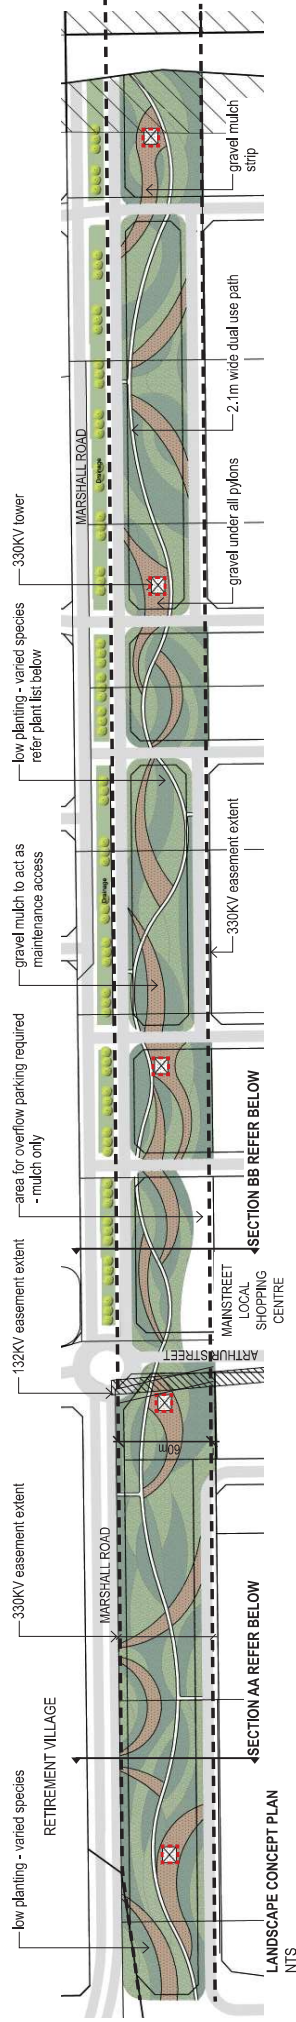 low planting - varied species
RETIREMENT VILLAGE
330KV easement extent
MARSHALL ROAD
132KV easement extent
area for overflow parking required
- mulch only
gravel mulch to act as
maintenance access
low planting - varied species
refer plant list below
330KV tower
MARSHALL ROAD
Drainage
Drainage
60m
ARTHUR STREET
LANDSCAPE CONCEPT PLAN
NTS
SECTION AA REFER BELOW
MAINSTREET
LOCAL
SHOPPING
CENTRE
SECTION BB REFER BELOW
330KV easement extent
gravel under all pylons
2.1m wide dual use path
gravel mulch
strip